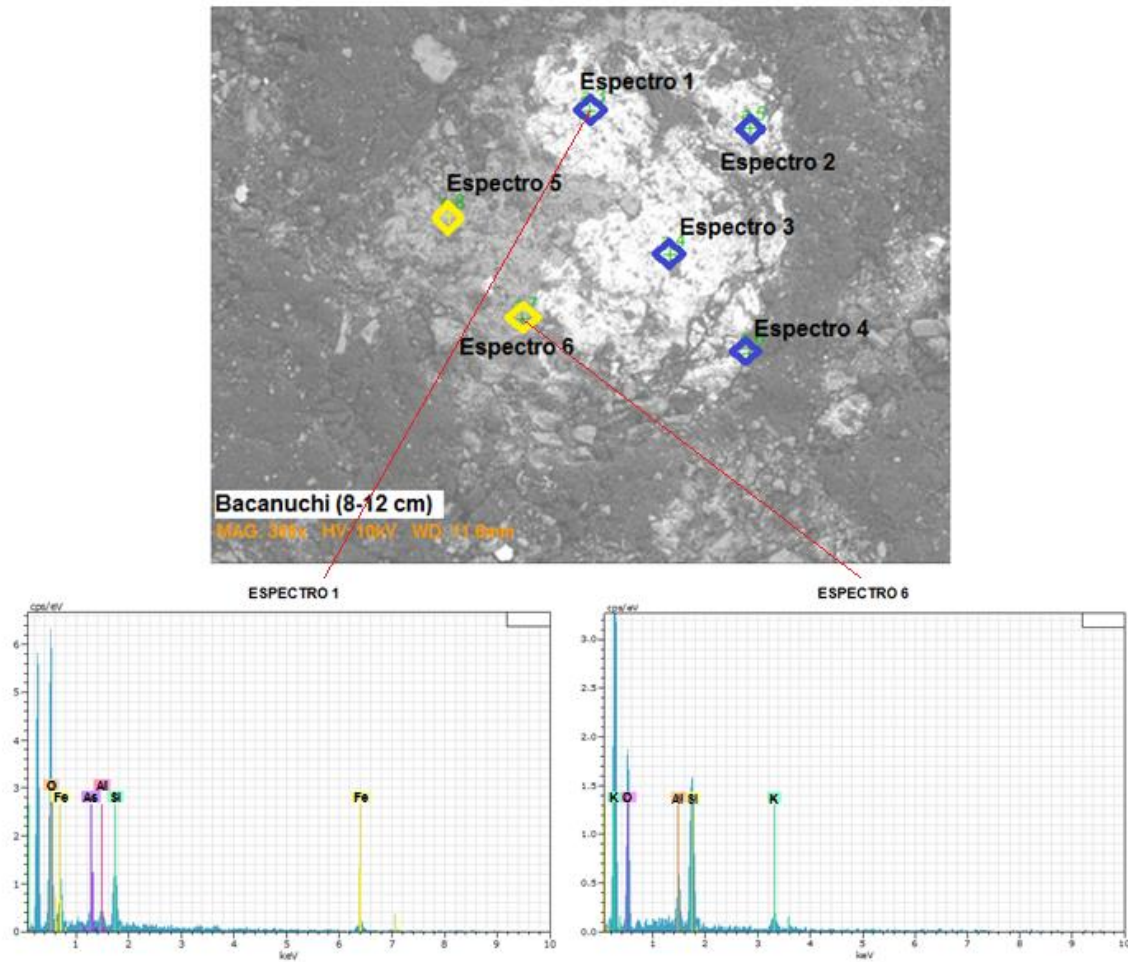 Espectro 1
Espectro 2
Espectro 5
Espectro 3
Espectro 4
Espectro 6
Bacanuchi (8-12 cm)
HV: 10kV
ESPECTRO 1
cps/eV
6
5
4
3
2
1
0
O
Fe
As
Al
Si
Fe
1 2 3 4 5 6 7 8 9 10
keV
ESPECTRO 6
cps/eV
3.0
2.5
2.0
1.5
1.0
0.5
0.0
K O Al Si K
1 2 3 4 5 6 7 8 9 10
keV